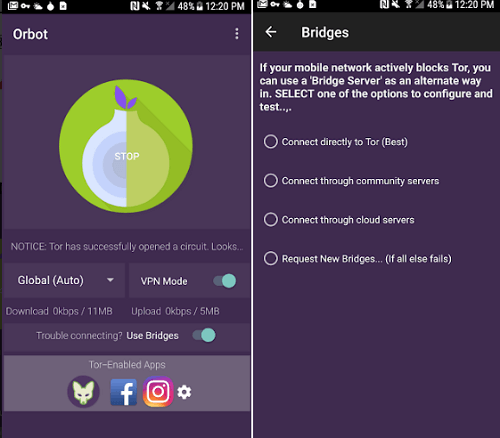 48% 12:20 PM
Orbot
STOP
NOTICE: Tor has successfully opened a circuit. Looks...
Global (Auto)
VPN Mode
Download 0kbps / 11MB
Upload 0kbps / 5MB
Trouble connecting? Use Bridges
Tor-Enabled Apps
48% 12:20 PM
Bridges
If your mobile network actively blocks Tor, you
can use a 'Bridge Server' as an alternate way
in. SELECT one of the options to configure and
test..,.
Connect directly to Tor (Best)
Connect through community servers
Connect through cloud servers
Request New Bridges... (If all else fails)